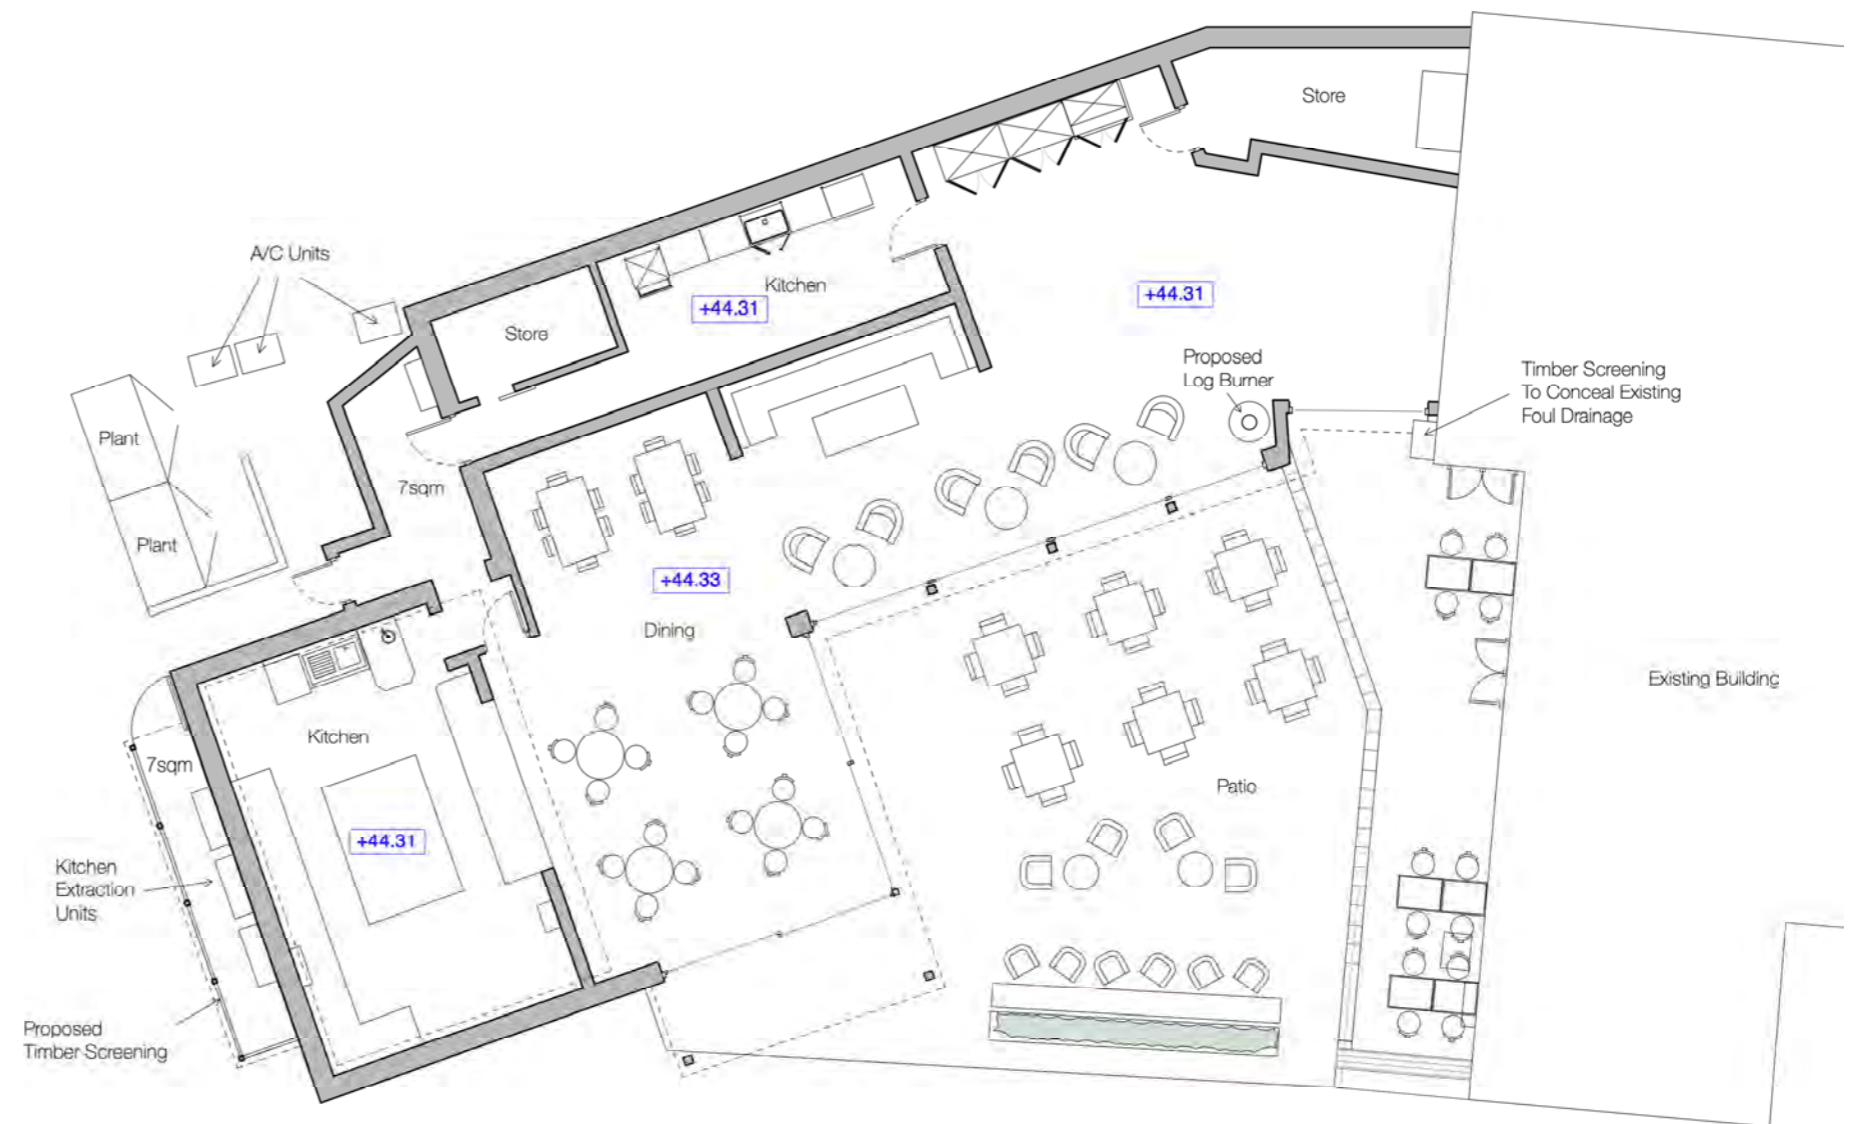 Store
A/C Units
Kitchen
+44.31
+44.31
Store
Proposed
Log Burner
Timber Screening
To Conceal Existing
Foul Drainage
Plant
7sqm
Plant
+44.33
Dining
Existing Building
Kitchen
7sqm
Patio
+44.31
Kitchen
Extraction
Units
Proposed
Timber Screening